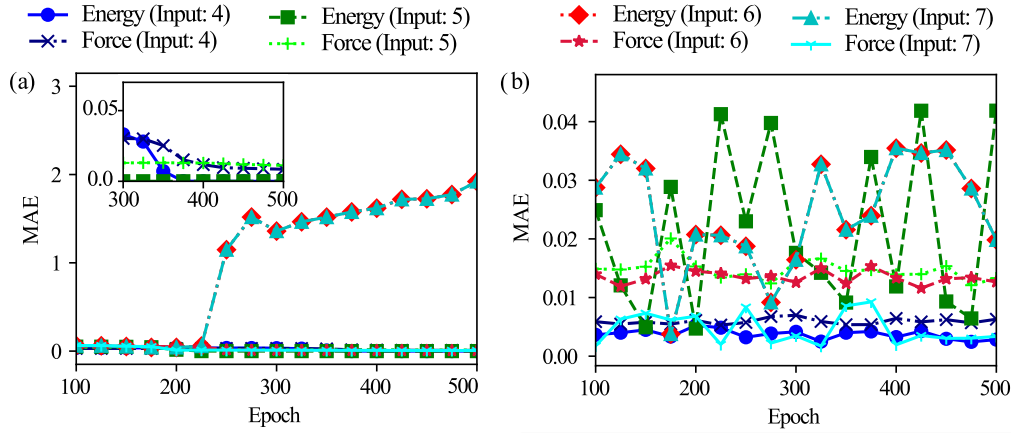 Energy (Input: 4) Energy (Input: 5) Energy (Input: 6) Energy (Input: 7)
Force (Input: 4) Force (Input: 5) Force (Input: 6) Force (Input: 7)
(a)
3
2
1
0
MAE
100 200 300 400 500
Epoch
0.05
0.0
300 400 500
(b)
0.04
0.03
0.02
0.01
0.00
MAE
100 200 300 400 500
Epoch